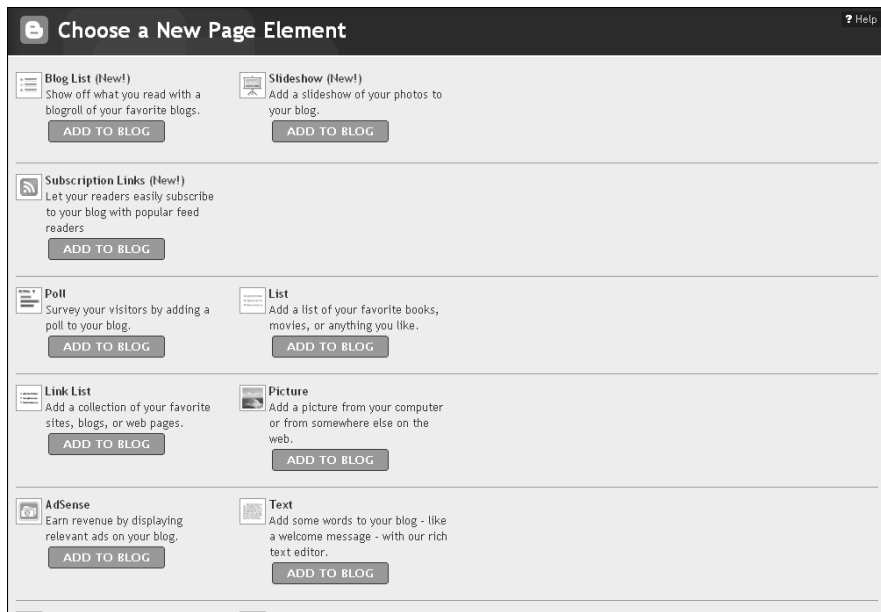 Choose a New Page Element
? Help
Blog List (New!)
Show off what you read with a
blogroll of your favorite blogs.
ADD TO BLOG
Slideshow (New!)
Add a slideshow of your photos to
your blog.
ADD TO BLOG
Subscription Links (New!)
Let your readers easily subscribe
to your blog with popular feed
readers
ADD TO BLOG
Poll
Survey your visitors by adding a
poll to your blog.
ADD TO BLOG
List
Add a list of your favorite books,
movies, or anything you like.
ADD TO BLOG
Link List
Add a collection of your favorite
sites, blogs, or web pages.
ADD TO BLOG
Picture
Add a picture from your computer
or from somewhere else on the
web.
ADD TO BLOG
AdSense
Earn revenue by displaying
relevant ads on your blog.
ADD TO BLOG
Text
Add some words to your blog - like
a welcome message - with our rich
text editor.
ADD TO BLOG